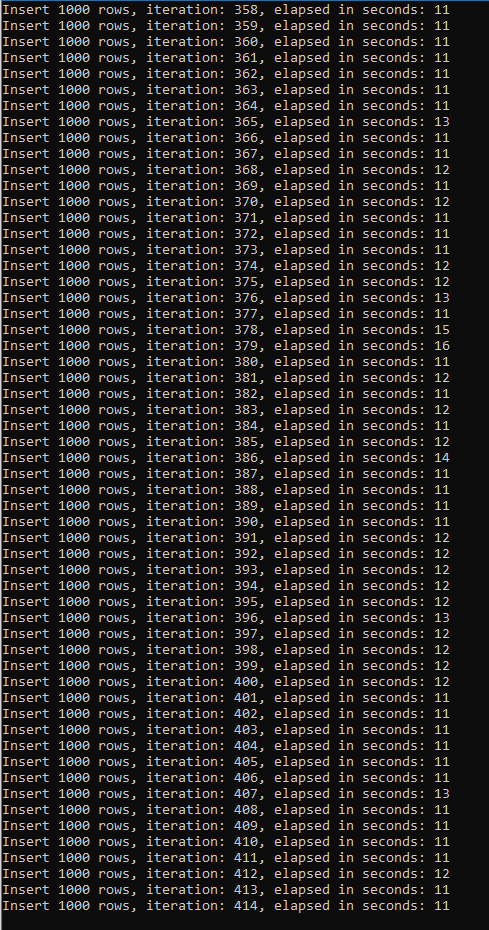 Insert 1000 rows, iteration: 358, elapsed in seconds: 11
Insert 1000 rows, iteration: 359, elapsed in seconds: 11
Insert 1000 rows, iteration: 360, elapsed in seconds: 11
Insert 1000 rows, iteration: 361, elapsed in seconds: 11
Insert 1000 rows, iteration: 362, elapsed in seconds: 11
Insert 1000 rows, iteration: 363, elapsed in seconds: 11
Insert 1000 rows, iteration: 364, elapsed in seconds: 11
Insert 1000 rows, iteration: 365, elapsed in seconds: 13
Insert 1000 rows, iteration: 366, elapsed in seconds: 11
Insert 1000 rows, iteration: 367, elapsed in seconds: 11
Insert 1000 rows, iteration: 368, elapsed in seconds: 12
Insert 1000 rows, iteration: 369, elapsed in seconds: 11
Insert 1000 rows, iteration: 370, elapsed in seconds: 12
Insert 1000 rows, iteration: 371, elapsed in seconds: 11
Insert 1000 rows, iteration: 372, elapsed in seconds: 11
Insert 1000 rows, iteration: 373, elapsed in seconds: 11
Insert 1000 rows, iteration: 374, elapsed in seconds: 12
Insert 1000 rows, iteration: 375, elapsed in seconds: 12
Insert 1000 rows, iteration: 376, elapsed in seconds: 13
Insert 1000 rows, iteration: 377, elapsed in seconds: 11
Insert 1000 rows, iteration: 378, elapsed in seconds: 15
Insert 1000 rows, iteration: 379, elapsed in seconds: 16
Insert 1000 rows, iteration: 380, elapsed in seconds: 11
Insert 1000 rows, iteration: 381, elapsed in seconds: 12
Insert 1000 rows, iteration: 382, elapsed in seconds: 11
Insert 1000 rows, iteration: 383, elapsed in seconds: 12
Insert 1000 rows, iteration: 384, elapsed in seconds: 11
Insert 1000 rows, iteration: 385, elapsed in seconds: 12
Insert 1000 rows, iteration: 386, elapsed in seconds: 14
Insert 1000 rows, iteration: 387, elapsed in seconds: 11
Insert 1000 rows, iteration: 388, elapsed in seconds: 11
Insert 1000 rows, iteration: 389, elapsed in seconds: 11
Insert 1000 rows, iteration: 390, elapsed in seconds: 11
Insert 1000 rows, iteration: 391, elapsed in seconds: 12
Insert 1000 rows, iteration: 392, elapsed in seconds: 12
Insert 1000 rows, iteration: 393, elapsed in seconds: 12
Insert 1000 rows, iteration: 394, elapsed in seconds: 12
Insert 1000 rows, iteration: 395, elapsed in seconds: 12
Insert 1000 rows, iteration: 396, elapsed in seconds: 13
Insert 1000 rows, iteration: 397, elapsed in seconds: 12
Insert 1000 rows, iteration: 398, elapsed in seconds: 12
Insert 1000 rows, iteration: 399, elapsed in seconds: 12
Insert 1000 rows, iteration: 400, elapsed in seconds: 12
Insert 1000 rows, iteration: 401, elapsed in seconds: 11
Insert 1000 rows, iteration: 402, elapsed in seconds: 11
Insert 1000 rows, iteration: 403, elapsed in seconds: 11
Insert 1000 rows, iteration: 404, elapsed in seconds: 11
Insert 1000 rows, iteration: 405, elapsed in seconds: 11
Insert 1000 rows, iteration: 406, elapsed in seconds: 11
Insert 1000 rows, iteration: 407, elapsed in seconds: 13
Insert 1000 rows, iteration: 408, elapsed in seconds: 11
Insert 1000 rows, iteration: 409, elapsed in seconds: 11
Insert 1000 rows, iteration: 410, elapsed in seconds: 11
Insert 1000 rows, iteration: 411, elapsed in seconds: 11
Insert 1000 rows, iteration: 412, elapsed in seconds: 12
Insert 1000 rows, iteration: 413, elapsed in seconds: 11
Insert 1000 rows, iteration: 414, elapsed in seconds: 11